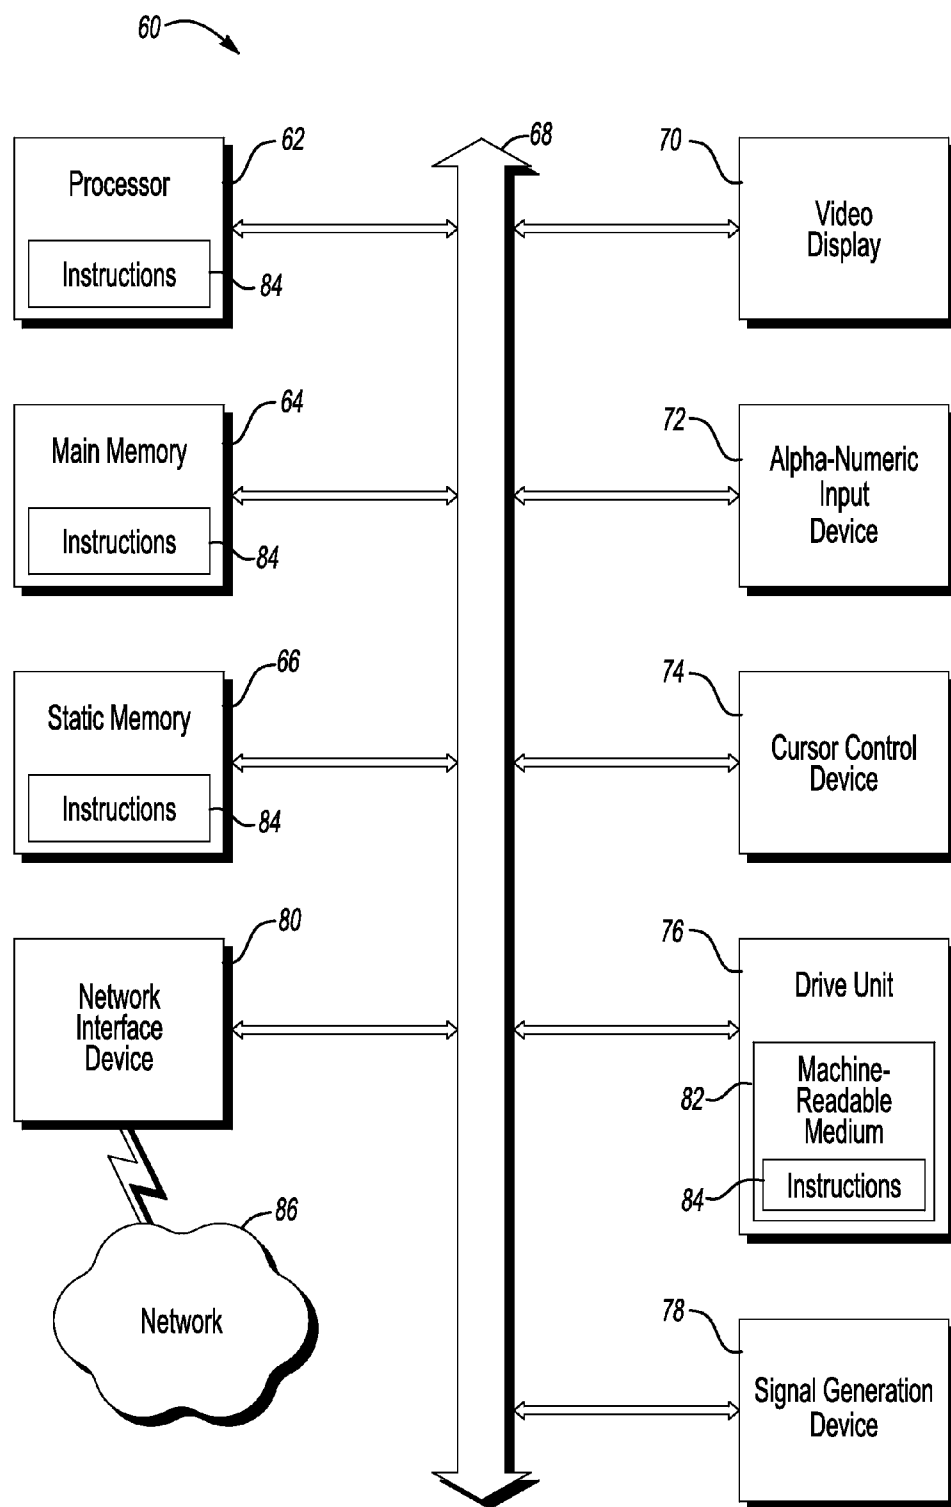 60
62
Processor
Instructions
84
64
Main Memory
Instructions
84
66
Static Memory
Instructions
84
80
Network
Interface
Device
86
Network
68
70
Video
Display
72
Alpha-Numeric
Input
Device
74
Cursor Control
Device
76
Drive Unit
82
Machine-
Readable
Medium
84
Instructions
78
Signal Generation
Device